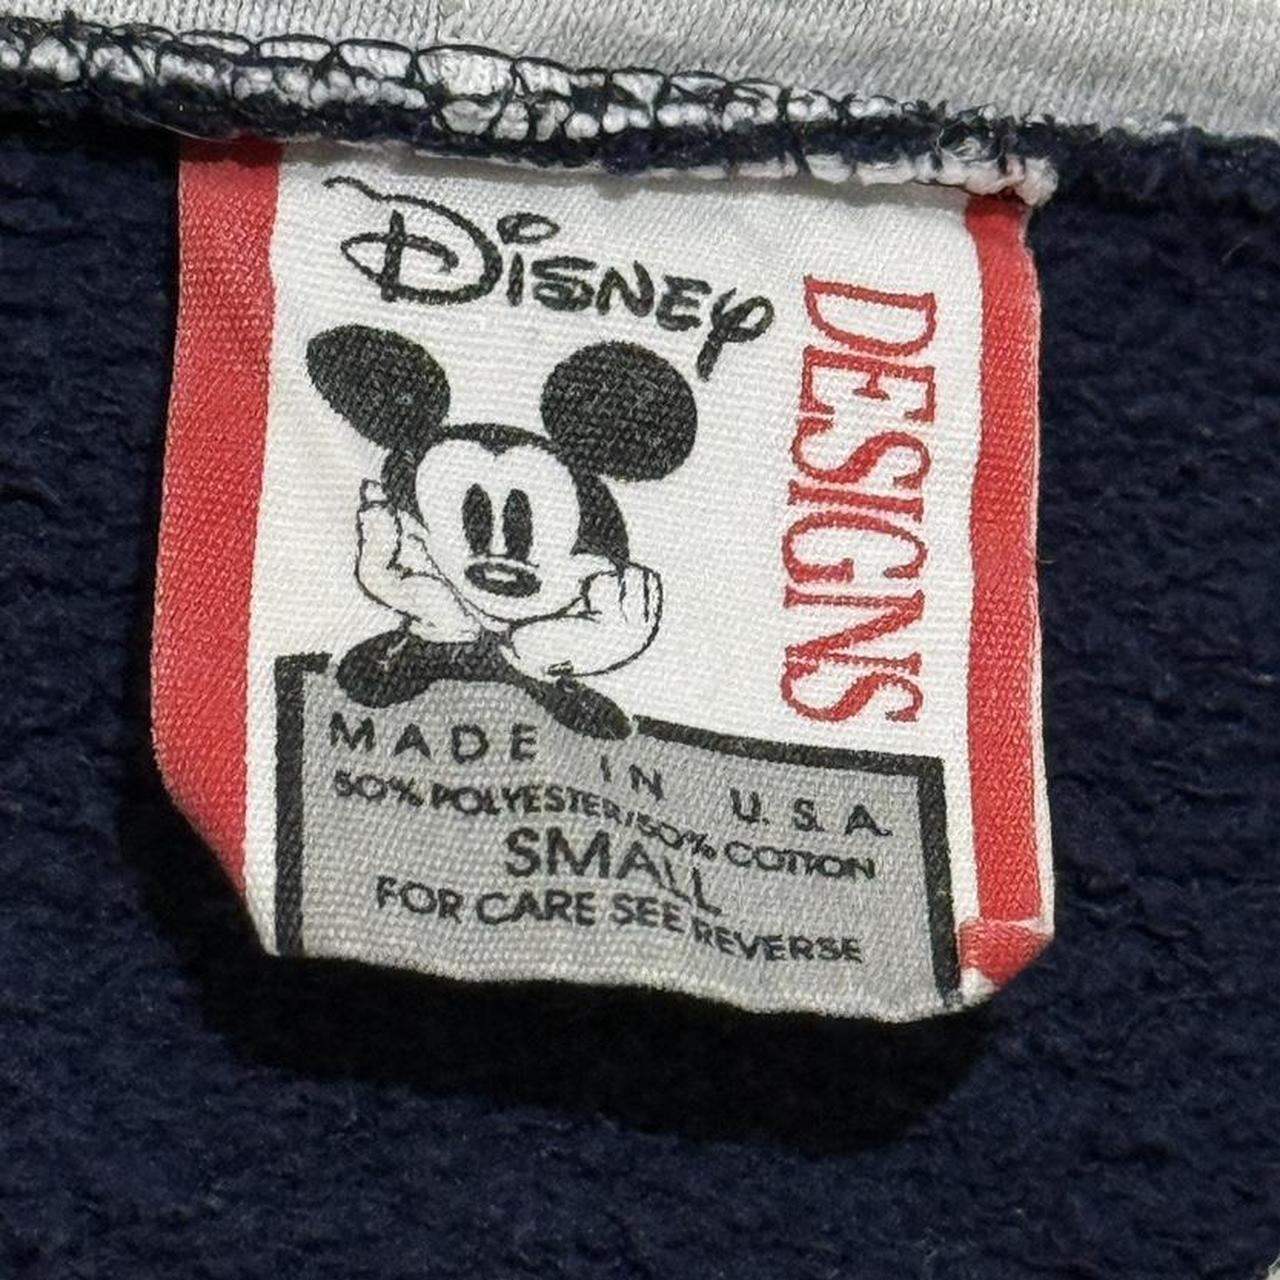 Disney
DESIGNS
MADE IN U.S.A.
50% POLYESTER/50% COTTON
SMALL
FOR CARE SEE REVERSE